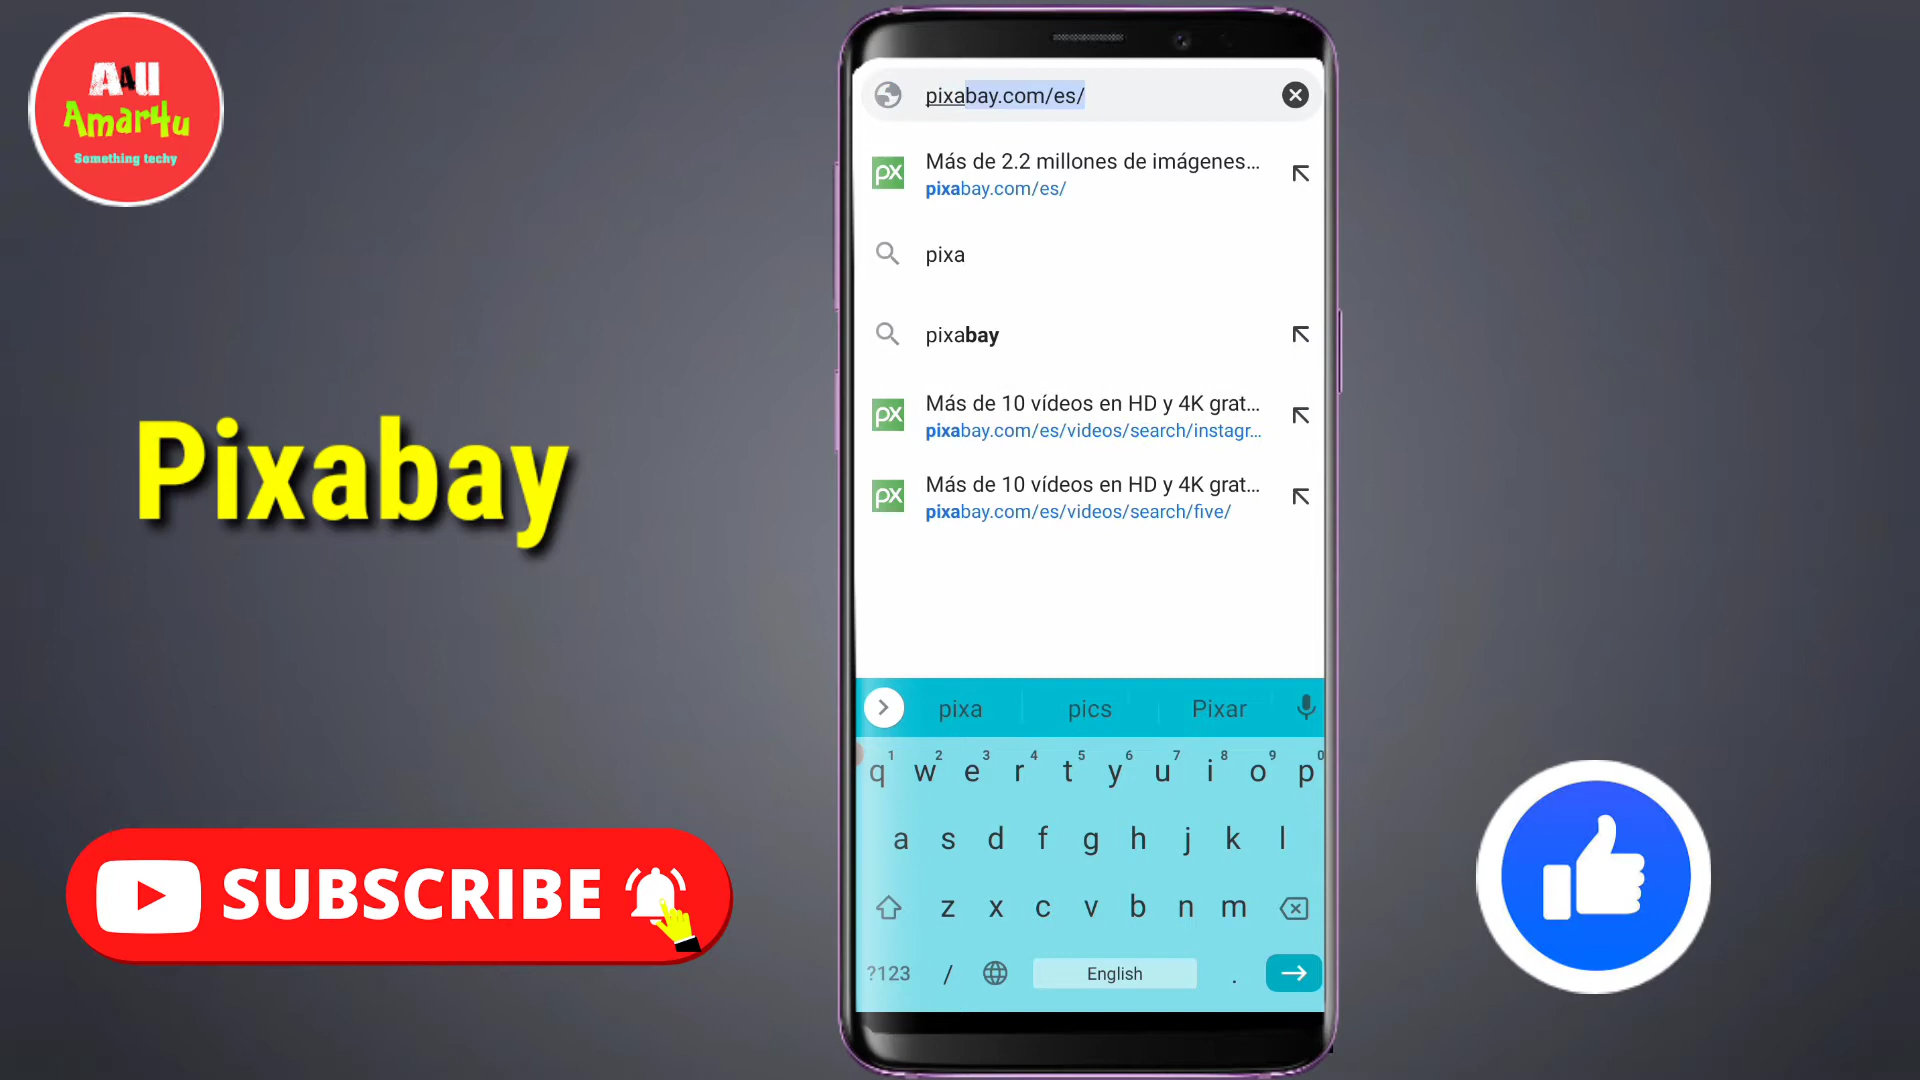 A4U
Amar4u
Something techy
Pixabay
SUBSCRIBE
pixabay.com/es/
Más de 2.2 millones de imágenes...
pixabay.com/es/
pixa
pixabay
Más de 10 vídeos en HD y 4K grat...
pixabay.com/es/videos/search/instagr...
Más de 10 vídeos en HD y 4K grat...
pixabay.com/es/videos/search/five/
pixa pics Pixar
1 2 3 4 5 6 7 8 9 0
q w e r t y u i o p
a s d f g h j k l
z x c v b n m
?123 / English .